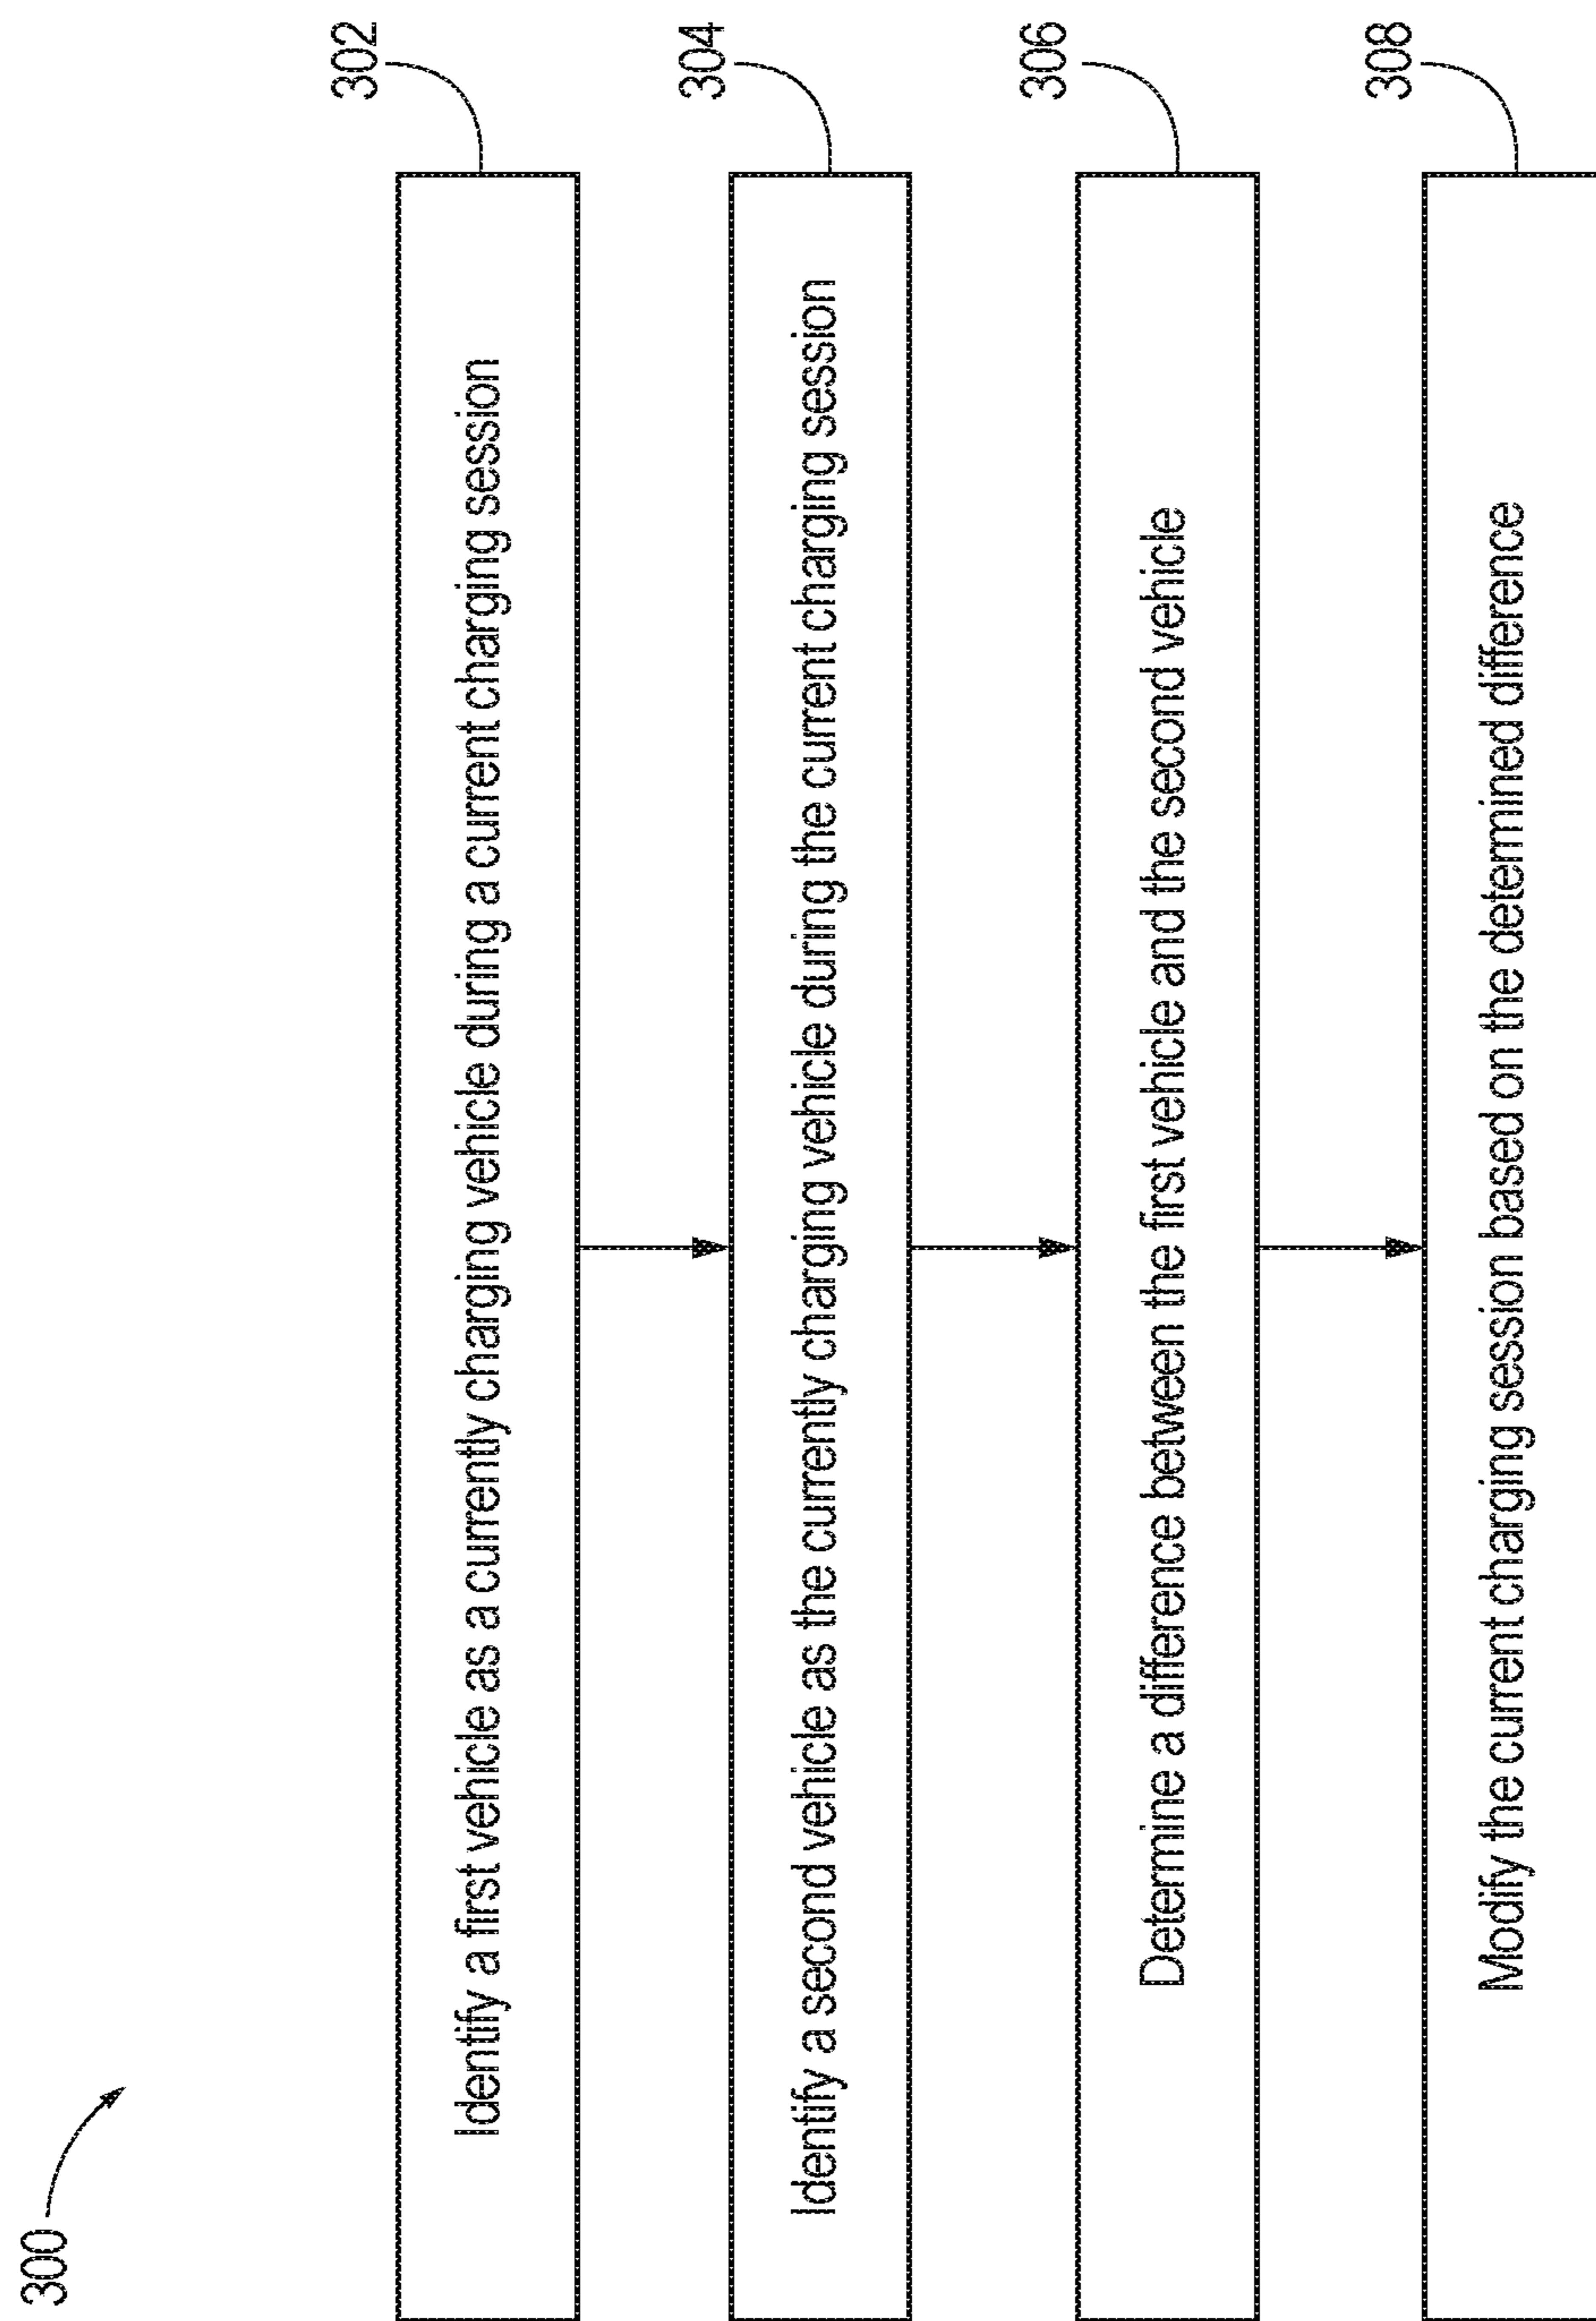 300
302
Identify a first vehicle as a currently charging vehicle during a current charging session
304
Identify a second vehicle as the currently charging vehicle during the current charging session
306
Determine a difference between the first vehicle and the second vehicle
308
Modify the current charging session based on the determined difference